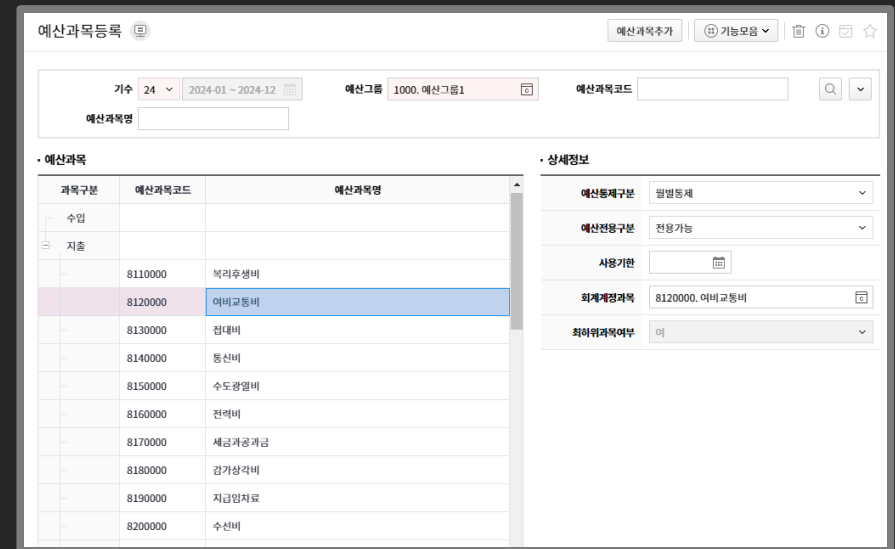 예산과목등록
예산과목추가 기능모음
기수 24 2024-01 ~ 2024-12 예산그룹 1000. 예산그룹1 예산과목코드
예산과목명
· 예산과목
과목구분 예산과목코드 예산과목명
수입
지출
8110000 복리후생비
8120000 여비교통비
8130000 접대비
8140000 통신비
8150000 수도광열비
8160000 전력비
8170000 세금과공과금
8180000 감가상각비
8190000 지급임차료
8200000 수선비
· 상세정보
예산통제구분 월별통제
예산전용구분 전용가능
사용기한
회계계정과목 8120000. 여비교통비
최하위과목여부 여